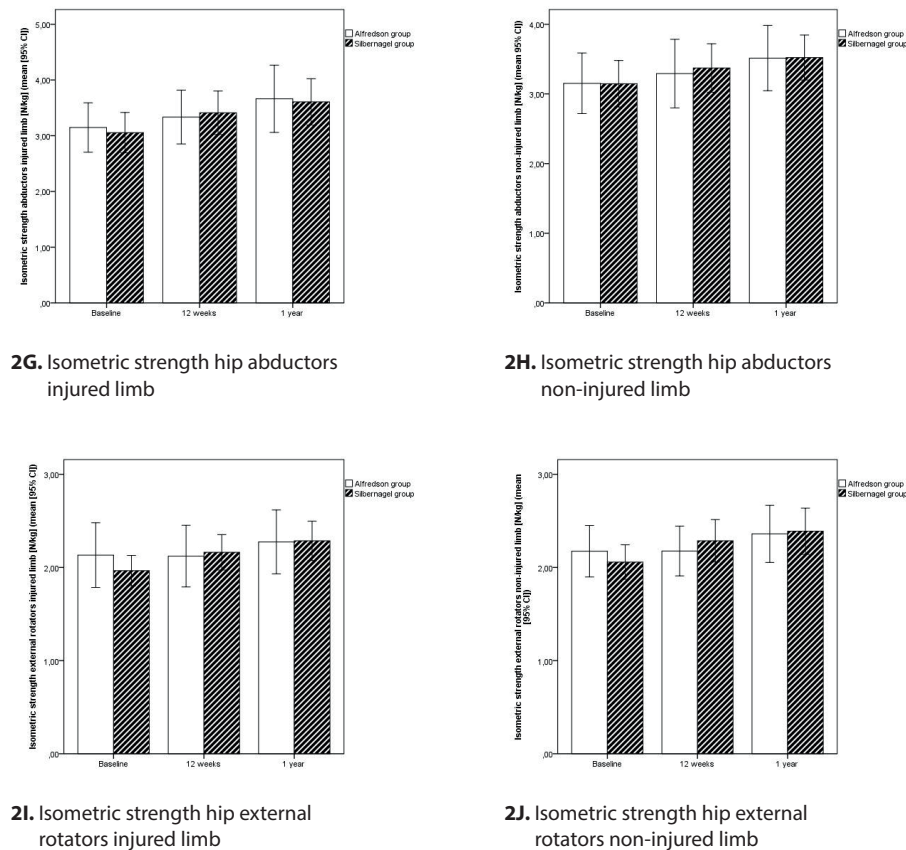 5,00
4,00
3,00
2,00
1,00
,00
Isometric strength abductors injured limb [N/kg] (mean [95% CI])
Baseline
12 weeks
1 year
Alfredson group
Silbernagel group
2G. Isometric strength hip abductors
injured limb
4,00
3,00
2,00
1,00
,00
Isometric strength abductors non-injured limb [N/kg] (mean 95% CI])
Baseline
12 weeks
1 year
Alfredson group
Silbernagel group
2H. Isometric strength hip abductors
non-injured limb
3,00
2,00
1,00
,00
Isometric strength external rotators injured limb [N/kg] (mean [95% CI])
Baseline
12 weeks
1 year
Alfredson group
Silbernagel group
2I. Isometric strength hip external
rotators injured limb
3,00
2,00
1,00
,00
Isometric strength external rotators non-injured limb [N/kg] (mean
[95% CI])
Baseline
12 weeks
1 year
Alfredson group
Silbernagel group
2J. Isometric strength hip external
rotators non-injured limb